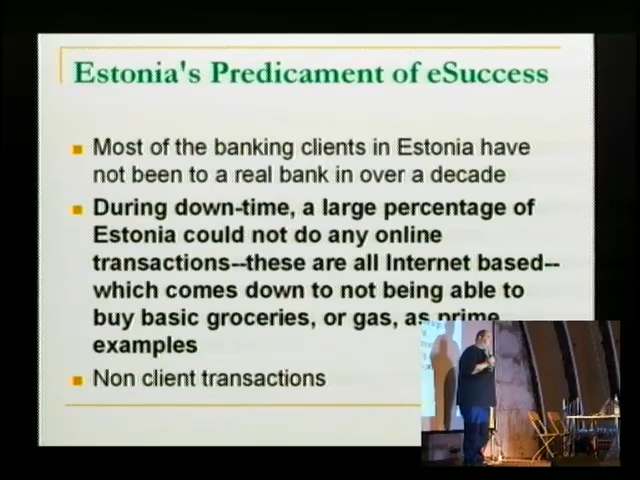 Estonia's Predicament of eSuccess
Most of the banking clients in Estonia have
not been to a real bank in over a decade
During down-time, a large percentage of
Estonia could not do any online
transactions--these are all Internet based--
which comes down to not being able to
buy basic groceries, or gas, as prime
examples
Non client transactions